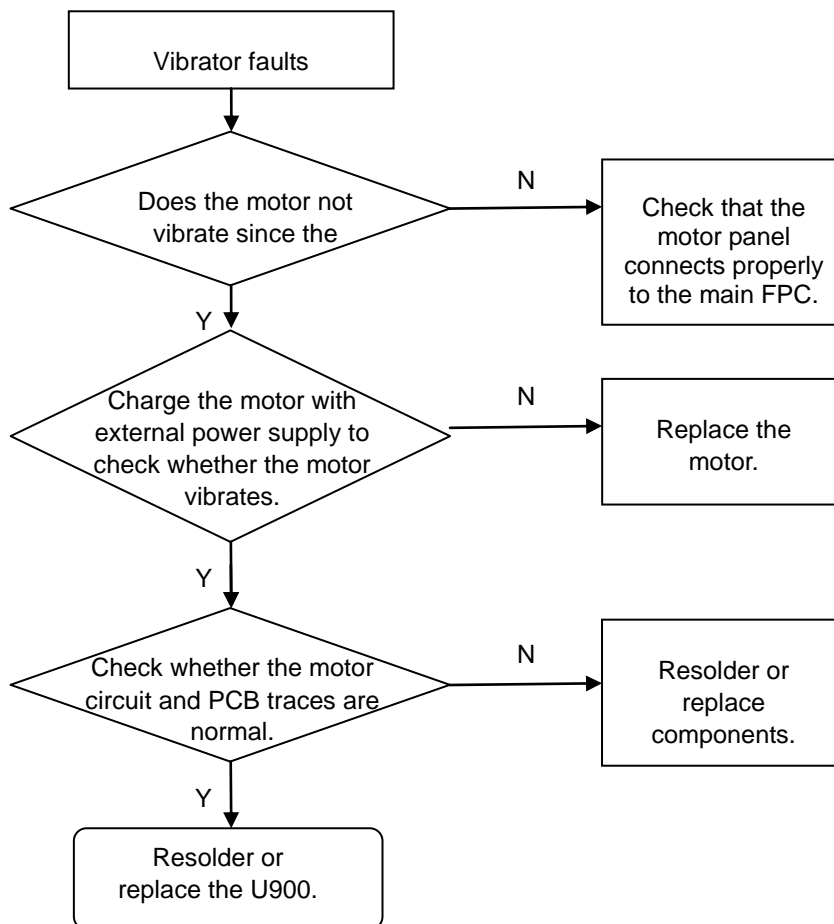 Vibrator faults
Does the motor not
vibrate since the
N
Check that the
motor panel
connects properly
to the main FPC.
Y
Charge the motor with
external power supply to
check whether the motor
vibrates.
N
Replace the
motor.
Y
Check whether the motor
circuit and PCB traces are
normal.
N
Resolder or
replace
components.
Y
Resolder or
replace the U900.